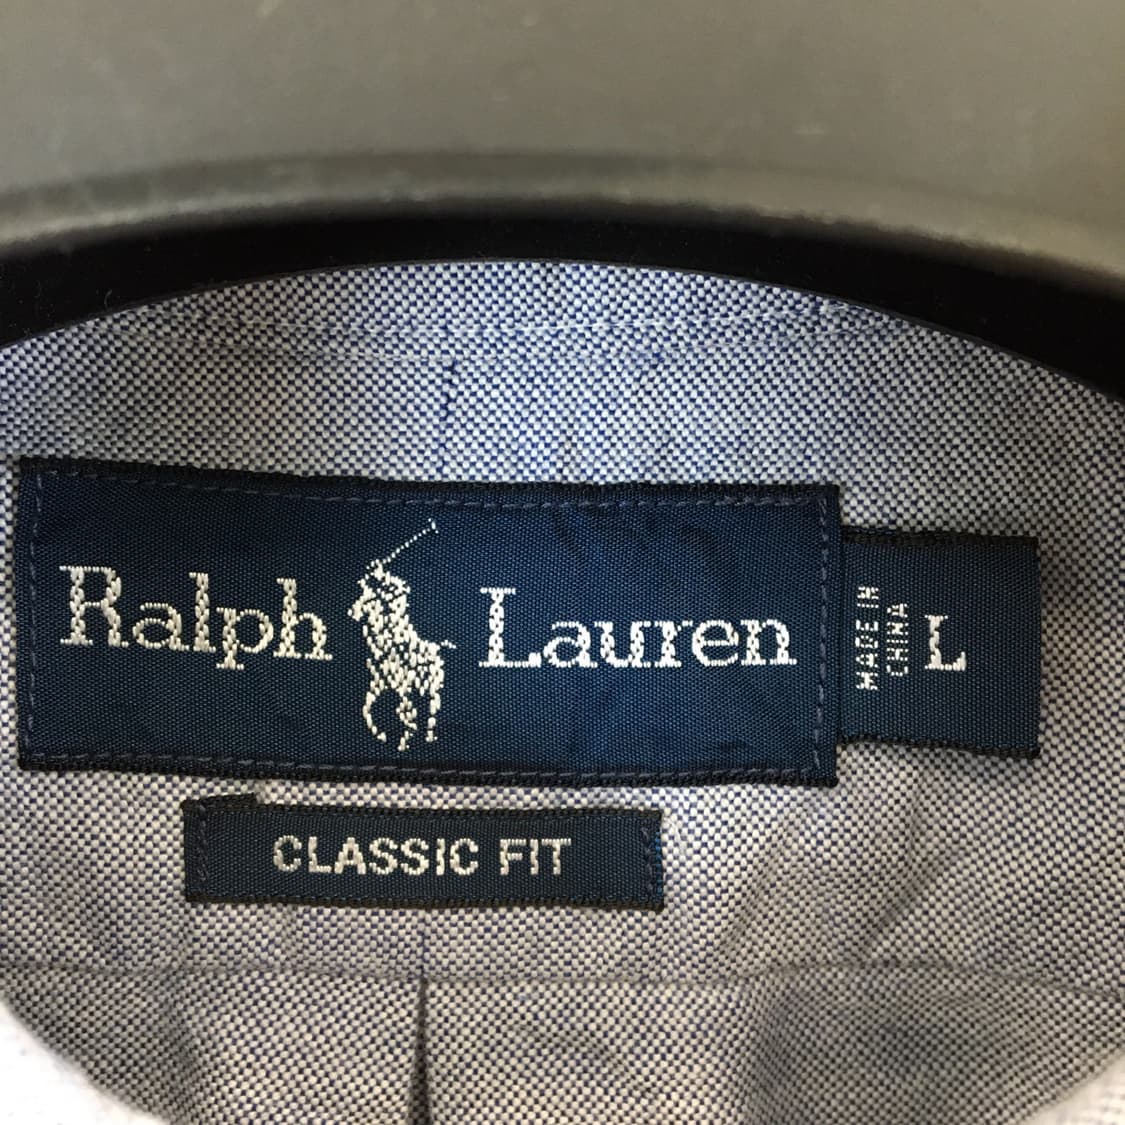 Ralph Lauren
MADE IN
CHINA
L
CLASSIC FIT